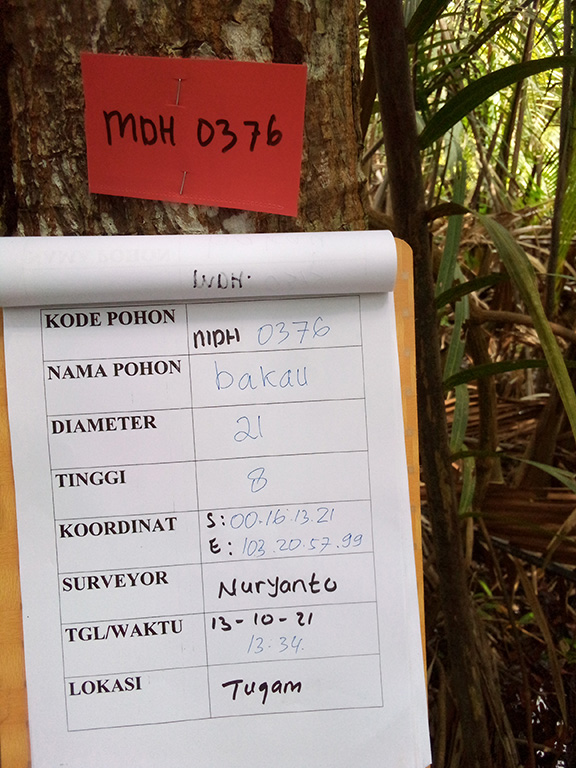 MDH 0376
KODE POHON MDH 0376
NAMA POHON bakau
DIAMETER 21
TINGGI 8
KOORDINAT S: 00.16.13.21
E: 103.20.57.99
SURVEYOR Nuryanto
TGL/WAKTU 13-10-21
13.34.
LOKASI Tugam